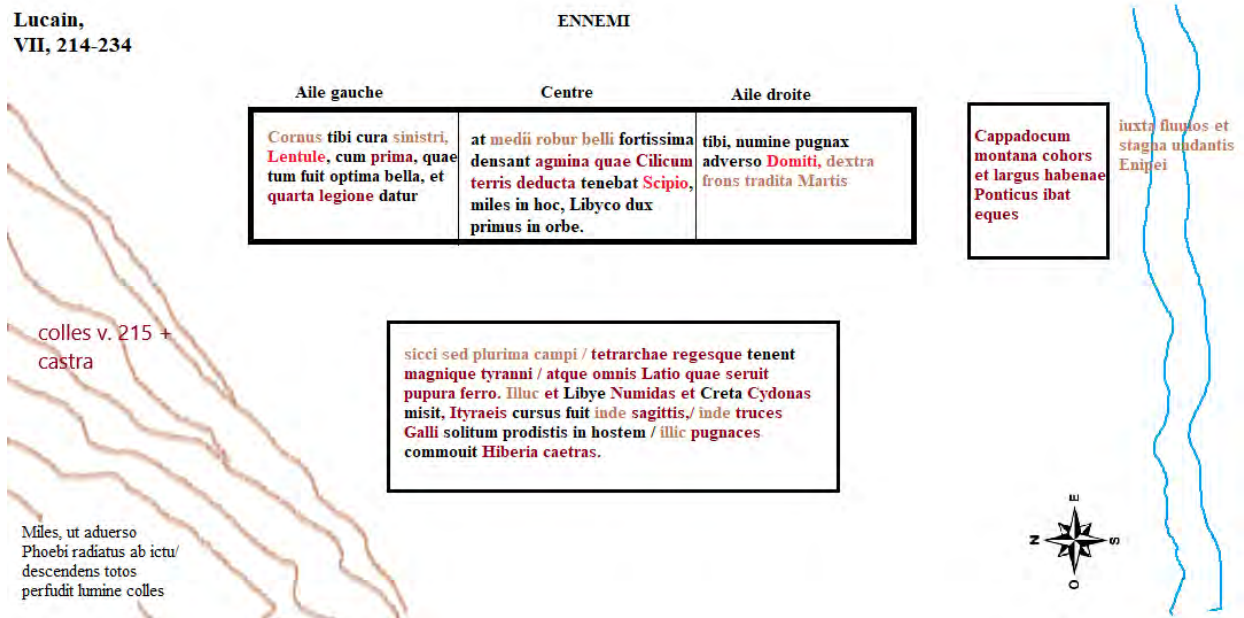 Lucain,
VII, 214-234
ENNEMI
Aile gauche
Centre
Aile droite
Cornus tibi cura sinistri,
Lentule, cum prima, quae
tum fuit optima bella, et
quarta legione datur
at medii robur belli fortissima
densant agmina quae Cilicum
terris deducta tenebat Scipio,
miles in hoc, Libyco dux
primus in orbe.
tibi, numine pugnax
adverso Domiti, dextra
frons tradita Martis
Cappadocum
montana cohors
et largus habenae
Ponticus ibat
eques
iuxta fluuios et
stagna undantis
Enipei
colles v. 215 +
castra
sicci sed plurima campi / tetrarchae regesque tenent
magnique tyranni / atque omnis Latio quae seruit
pupura ferro. Illuc et Libye Numidas et Creta Cydonas
misit, Ityraeis cursus fuit inde sagittis,/ inde truces
Galli solitum prodistis in hostem / illic pugnaces
commouit Hiberia caetras.
Miles, ut aduerso
Phoebi radiatus ab ictu/
descendens totos
perfudit lumine colles
E
N
S
O